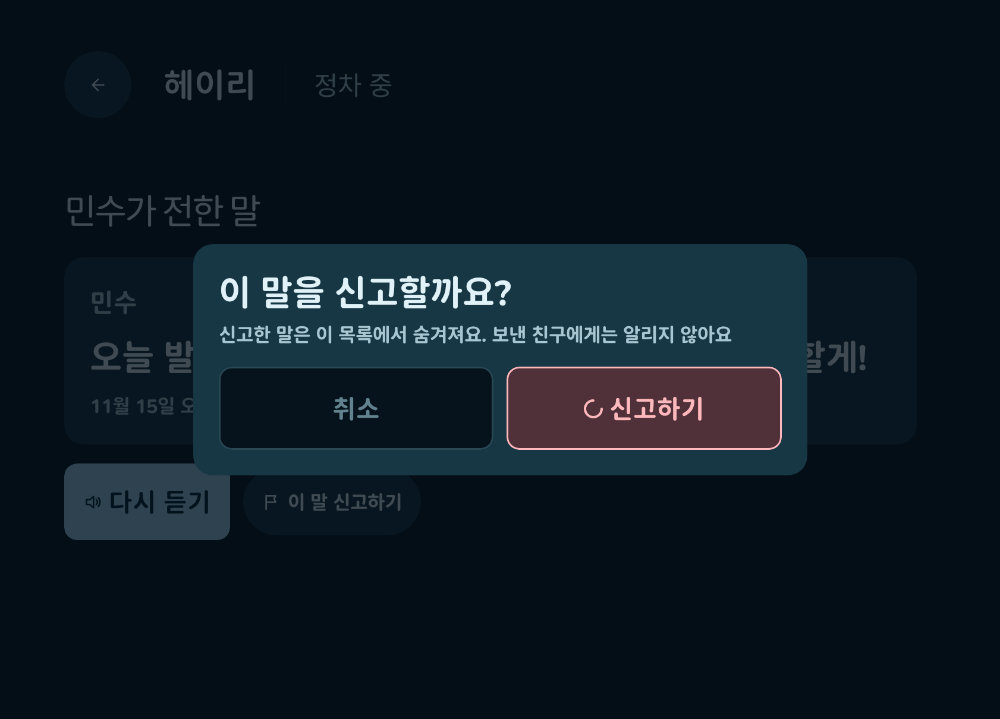 헤이리
정차 중
민수가 전한 말
민수
오늘 발
할게!
11월 15일 오
이 말을 신고할까요?
신고한 말은 이 목록에서 숨겨져요. 보낸 친구에게는 알리지 않아요
취소
신고하기
다시 듣기
이 말 신고하기